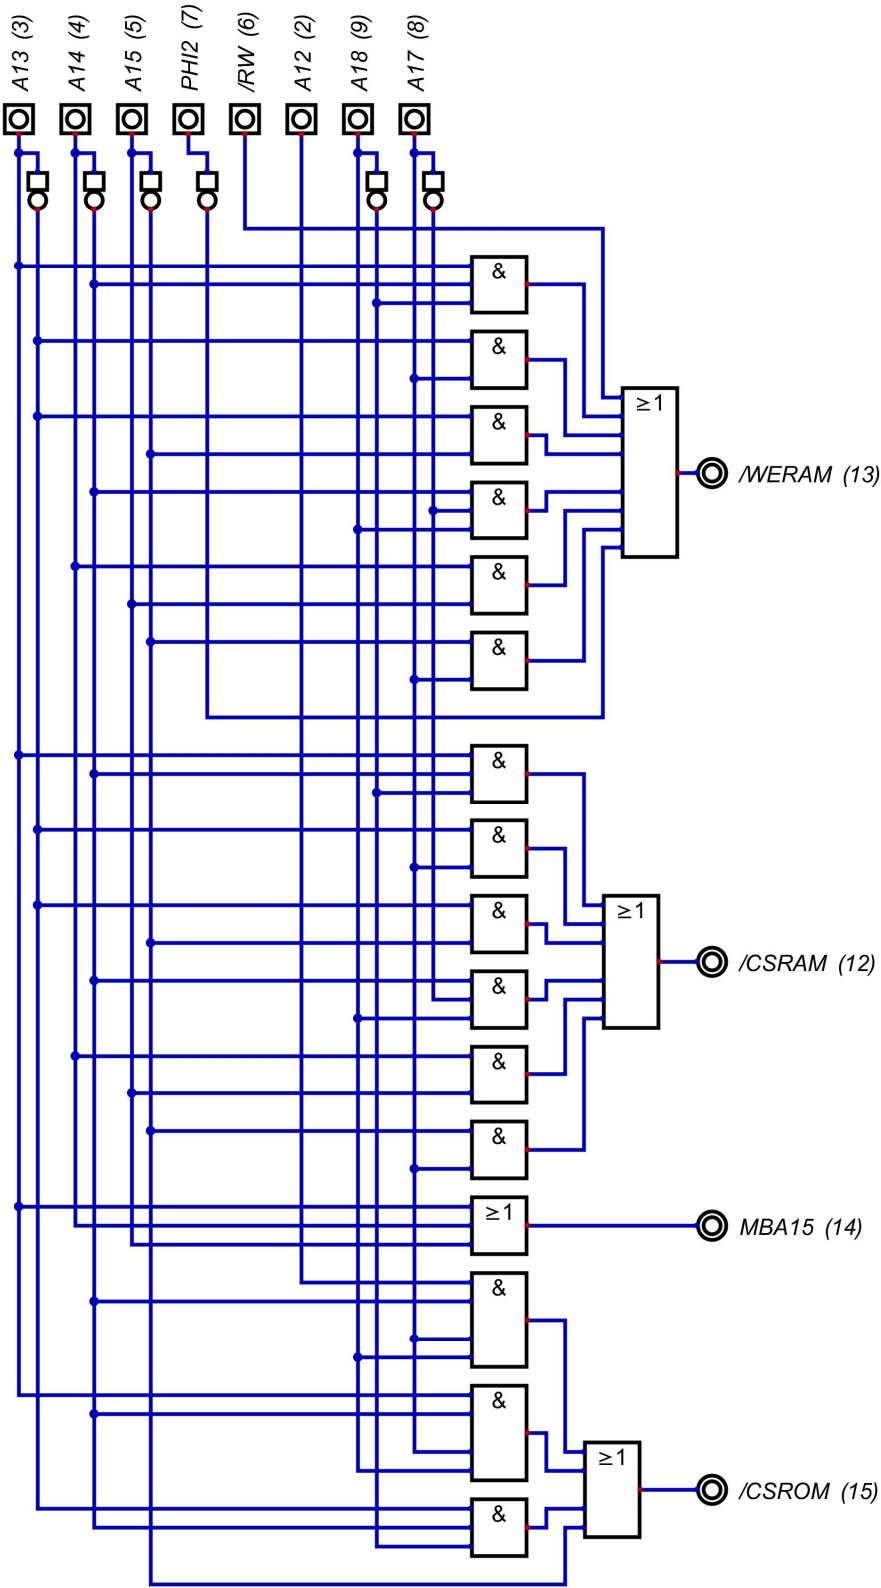 A13 (3)
A14 (4)
A15 (5)
PHI2 (7)
/RW (6)
A12 (2)
A18 (9)
A17 (8)
&
&
&
≥1
/WERAM (13)
&
&
&
&
&
&
≥1
/CSRAM (12)
&
&
&
≥1
MBA15 (14)
&
&
≥1
/CSROM (15)
&